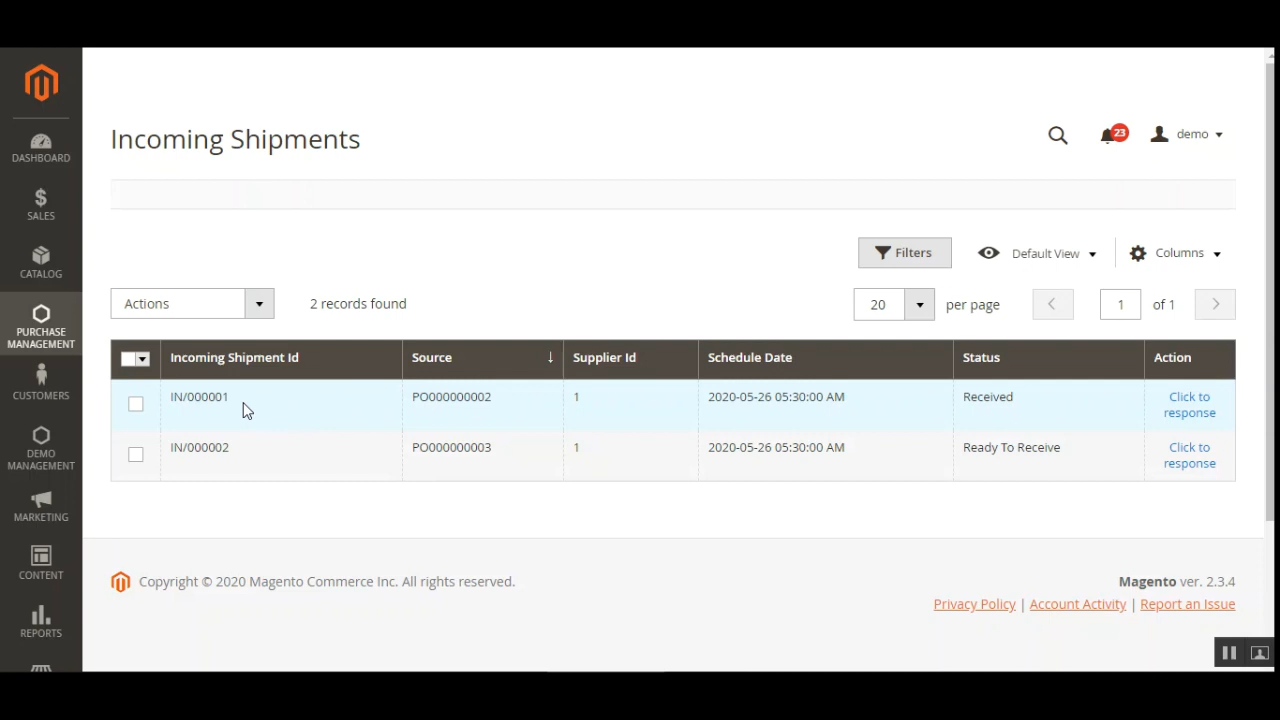 Incoming Shipments
23
demo
DASHBOARD
SALES
CATALOG
PURCHASE
MANAGEMENT
CUSTOMERS
DEMO
MANAGEMENT
MARKETING
CONTENT
REPORTS
Filters
Default View
Columns
Actions
2 records found
20 per page
1 of 1
Incoming Shipment Id Source Supplier Id Schedule Date Status Action
IN/000001 PO000000002 1 2020-05-26 05:30:00 AM Received Click to
response
IN/000002 PO000000003 1 2020-05-26 05:30:00 AM Ready To Receive Click to
response
Copyright © 2020 Magento Commerce Inc. All rights reserved.
Magento ver. 2.3.4
Privacy Policy | Account Activity | Report an Issue